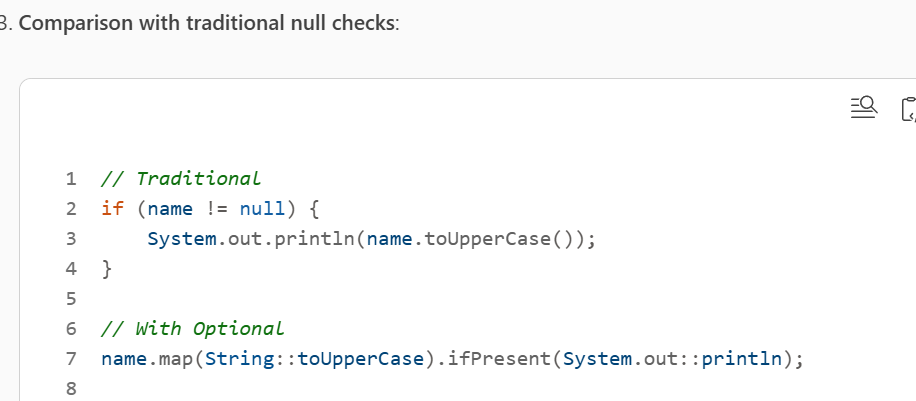 3. Comparison with traditional null checks:
1 // Traditional
2 if (name != null) {
3     System.out.println(name.toUpperCase());
4 }
5
6 // With Optional
7 name.map(String::toUpperCase).ifPresent(System.out::println);
8